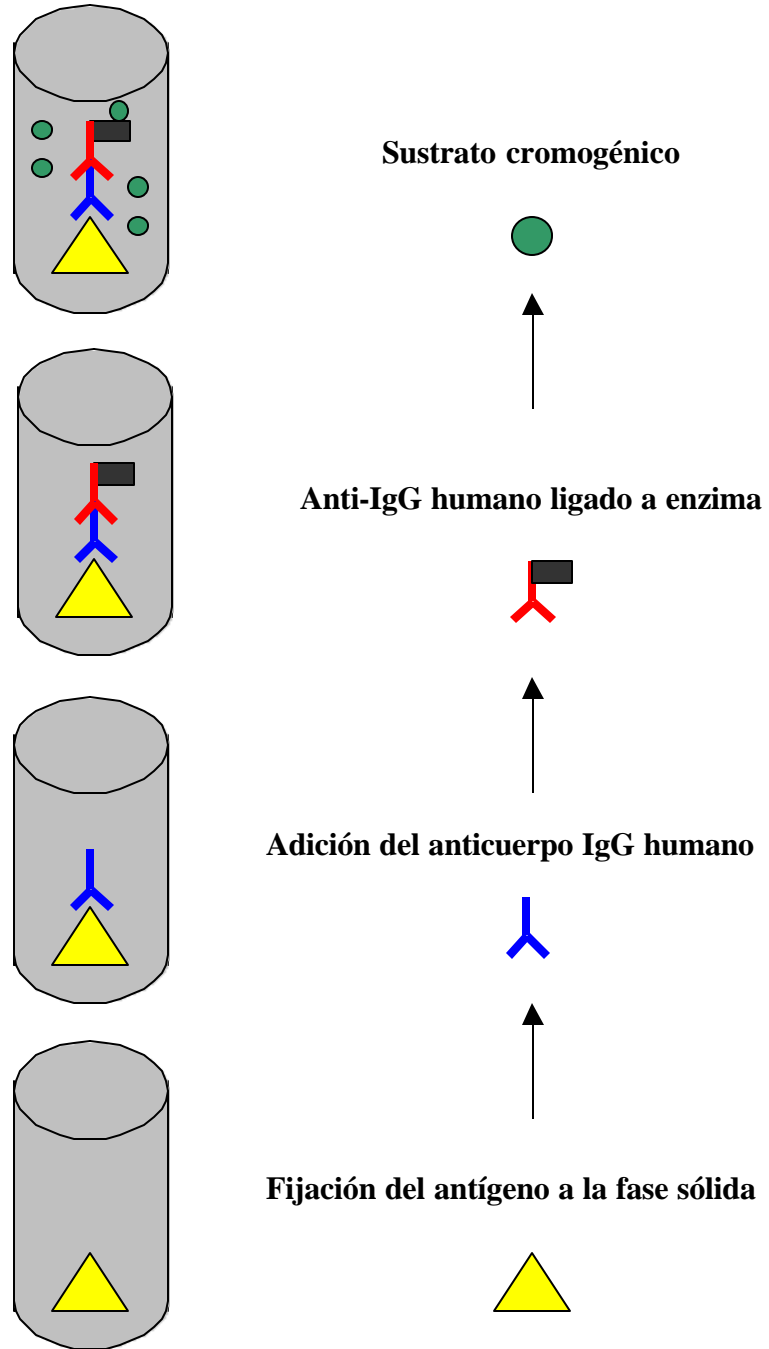 Sustrato cromogénico
Anti-IgG humano ligado a enzima
Adición del anticuerpo IgG humano
Fijación del antígeno a la fase sólida